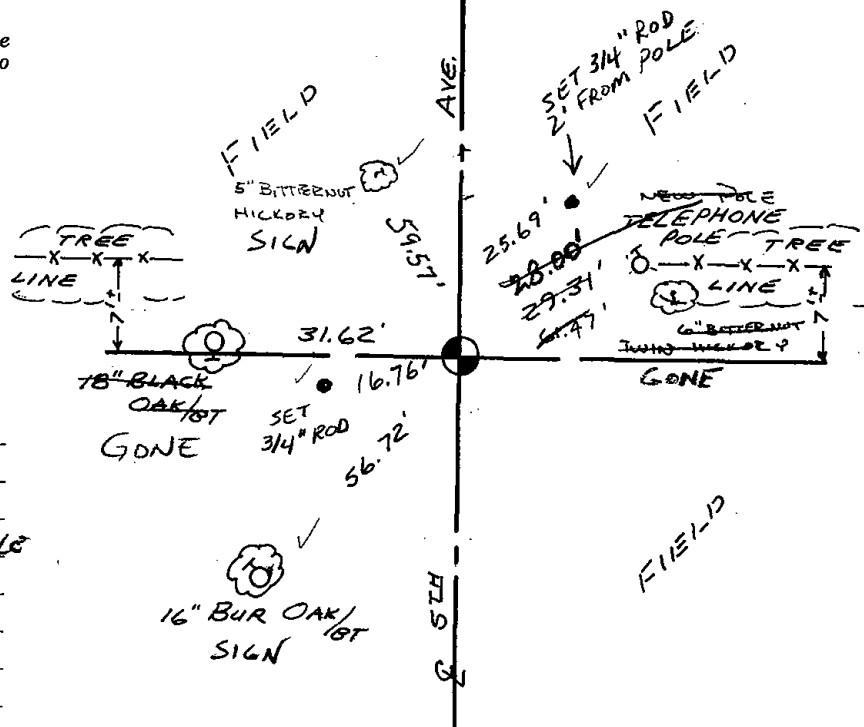 e
o
AVE.
SET 3/4" ROD
2' FROM POLE
FIELD
FIELD
5" BITTERNUT
HICKORY
SIGN
59.57'
25.69'
28.00'
29.31'
61.47'
NEW POLE
TELEPHONE
POLE
TREE
LINE
7'±
6" BITTERNUT
TWIN HICKORY
GONE
TREE
LINE
7'±
31.62'
18" BLACK
OAK/BT
GONE
SET
3/4" ROD
16.76'
56.72'
16" BUR OAK/BT
SIGN
5TH
FIELD